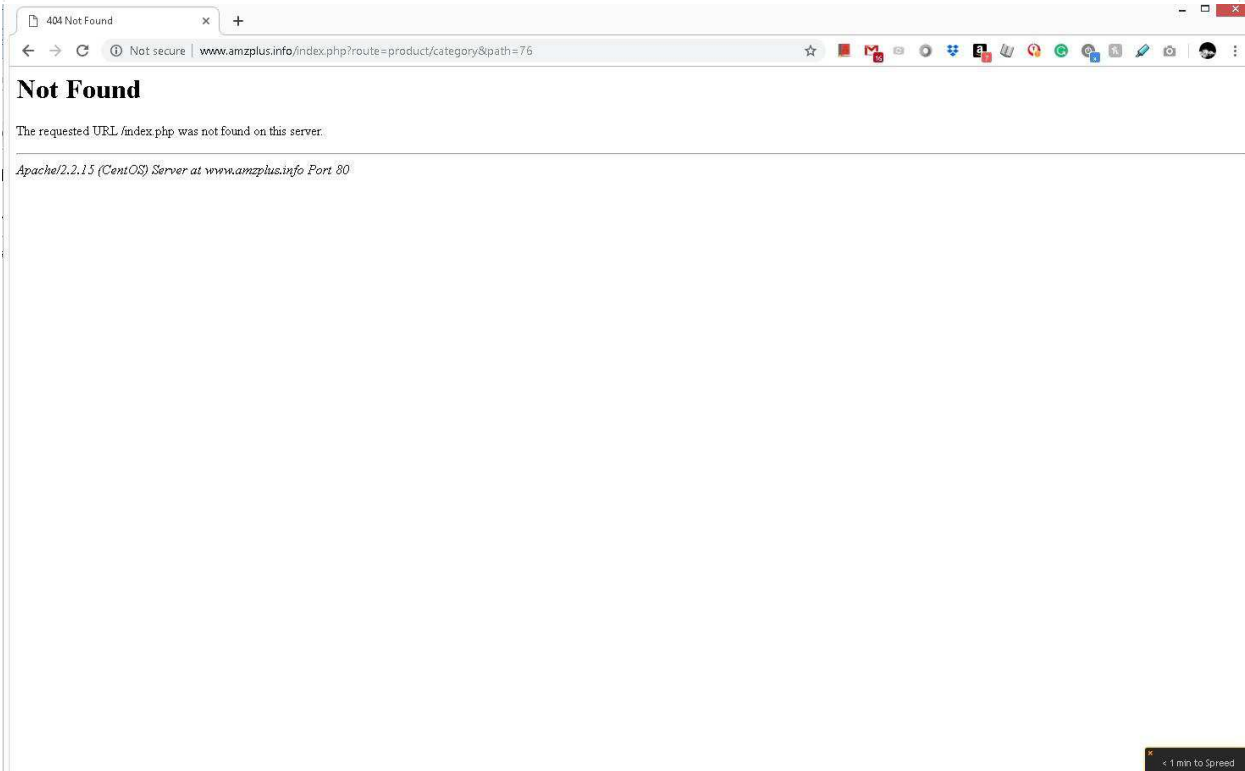 404 Not Found
Not secure | www.amzplus.info/index.php?route=product/category&path=76
Not Found
The requested URL /index.php was not found on this server.
Apache/2.2.15 (CentOS) Server at www.amzplus.info Port 80
< 1 min to Spreed